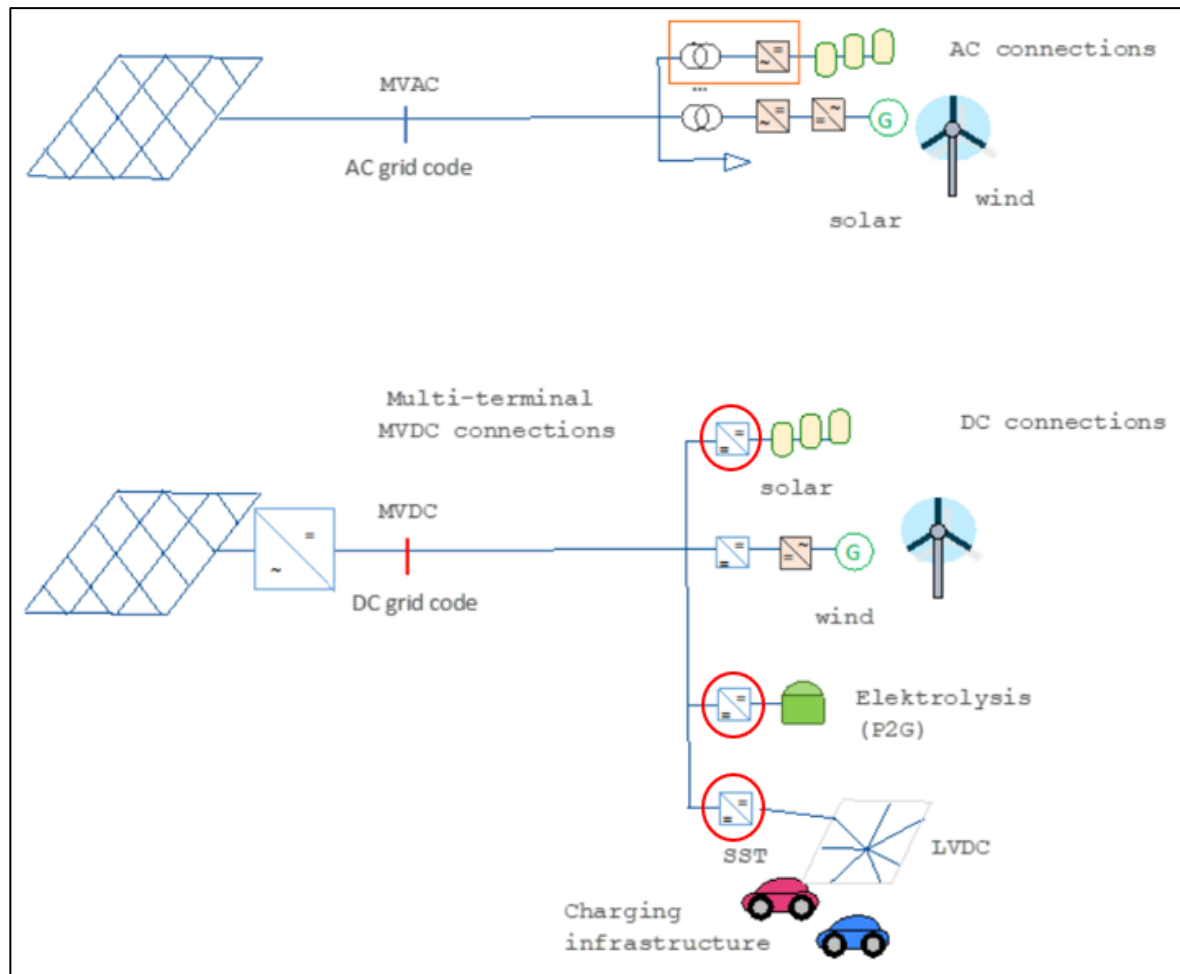 AC connections
MVAC
...
~ =
~ =
= ~
G
AC grid code
wind
solar
Multi-terminal
MVDC connections
= =
DC connections
solar
MVDC
= ~
= =
= ~
G
DC grid code
wind
= =
Elektrolysis
(P2G)
= =
SST
LVDC
Charging
infrastructure